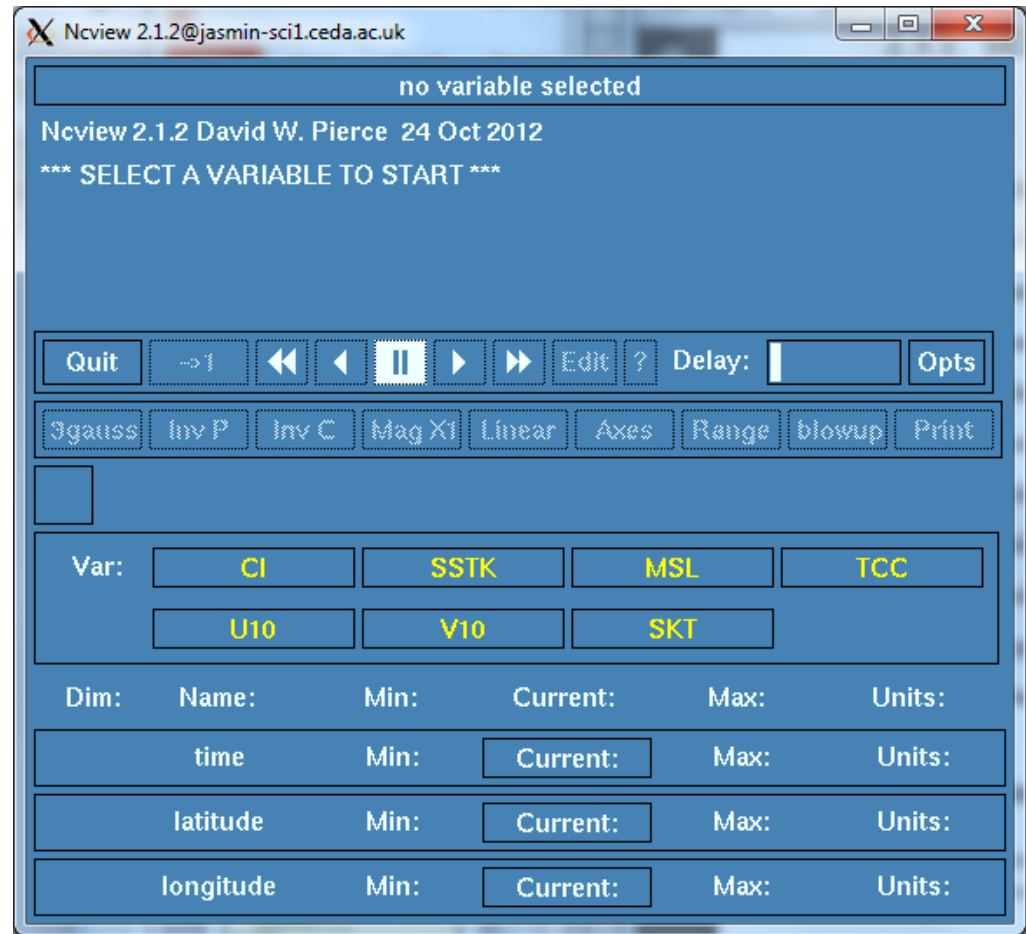 Ncview 2.1.2@jasmin-sci1.ceda.ac.uk
no variable selected
Ncview 2.1.2 David W. Pierce 24 Oct 2012
*** SELECT A VARIABLE TO START ***
Quit ->1 Edit ? Delay: Opts
3gauss Inv P Inv C Mag X1 Linear Axes Range blowup Print
Var: CI SSTK MSL TCC
U10 V10 SKT
Dim: Name: Min: Current: Max: Units:
time Min: Current: Max: Units:
latitude Min: Current: Max: Units:
longitude Min: Current: Max: Units: